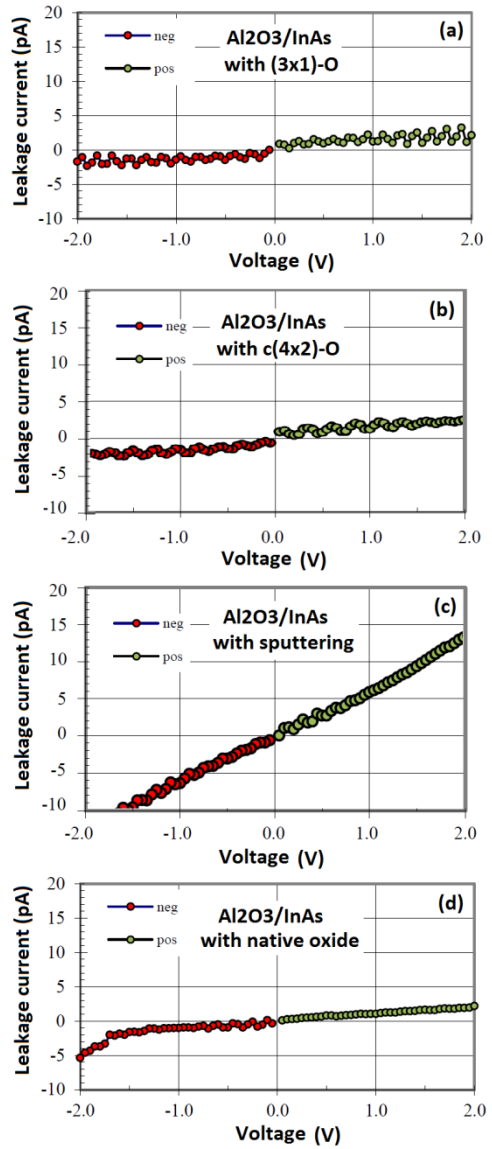 (a)
neg
pos
Al2O3/InAs
with (3x1)-O
Leakage current (pA)
20
15
10
5
0
-5
-10
-2.0 -1.0 0.0 1.0 2.0
Voltage (V)
(b)
neg
pos
Al2O3/InAs
with c(4x2)-O
Leakage current (pA)
20
15
10
5
0
-5
-10
-2.0 -1.0 0.0 1.0 2.0
Voltage (V)
(c)
neg
pos
Al2O3/InAs
with sputtering
Leakage current (pA)
20
15
10
5
0
-5
-10
-2.0 -1.0 0.0 1.0 2.0
Voltage (V)
(d)
neg
pos
Al2O3/InAs
with native oxide
Leakage current (pA)
20
15
10
5
0
-5
-10
-2.0 -1.0 0.0 1.0 2.0
Voltage (V)